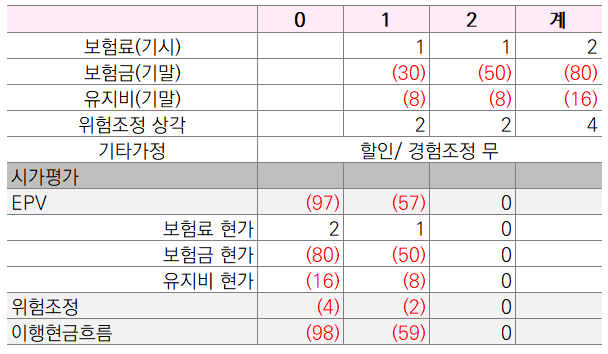 0 1 2 계
보험료(기시) 1 1 2
보험금(기말) (30) (50) (80)
유지비(기말) (8) (8) (16)
위험조정 상각 2 2 4
기타가정 할인/ 경험조정 무
시가평가
EPV (97) (57) 0
보험료 현가 2 1 0
보험금 현가 (80) (50) 0
유지비 현가 (16) (8) 0
위험조정 (4) (2) 0
이행현금흐름 (98) (59) 0